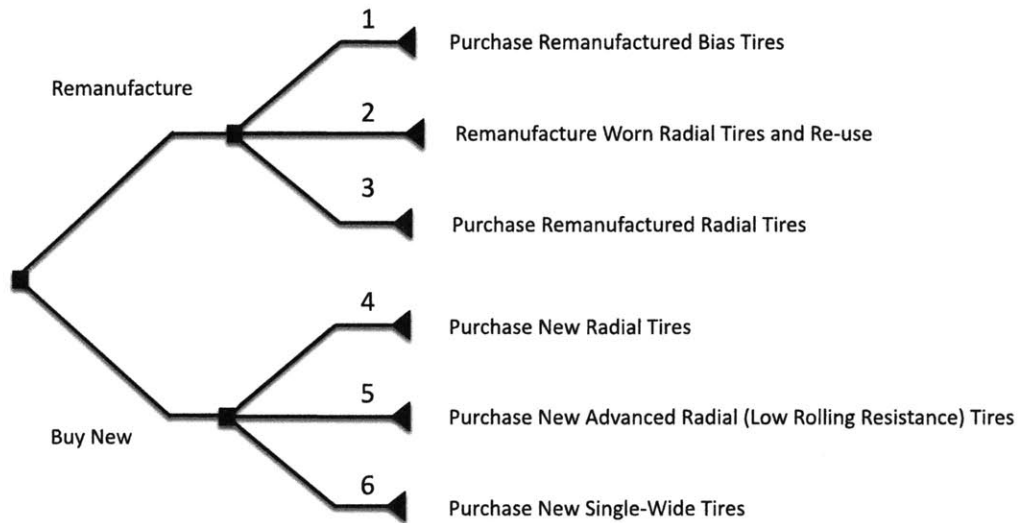 1
Purchase Remanufactured Bias Tires
Remanufacture
2
Remanufacture Worn Radial Tires and Re-use
3
Purchase Remanufactured Radial Tires
4
Purchase New Radial Tires
5
Purchase New Advanced Radial (Low Rolling Resistance) Tires
Buy New
6
Purchase New Single-Wide Tires